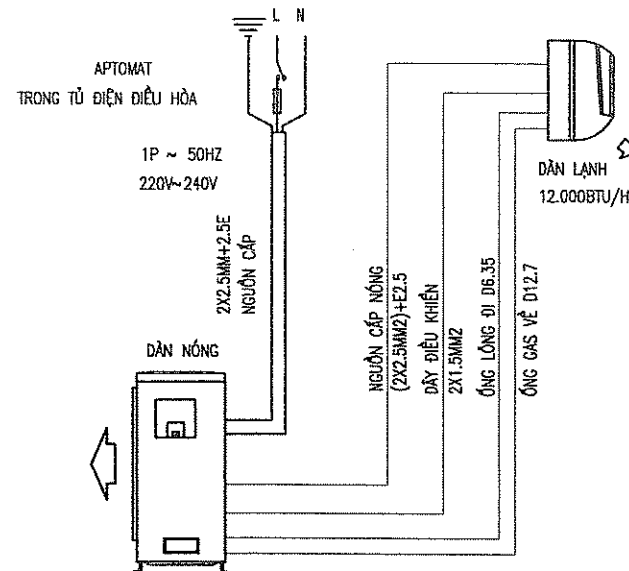 L N
APTOMAT
TRONG TỦ ĐIỆN ĐIỀU HÒA
1P ~ 50HZ
220V~240V
2X2.5MM+2.5E
NGUỒN CẤP
DÀN NÓNG
NGUỒN CẤP NÓNG
(2X2.5MM2)+E2.5
DÂY ĐIỀU KHIỂN
2X1.5MM2
ỐNG LỎNG ĐI D6.35
ỐNG GAS VỀ D12.7
DÀN LẠNH
12.000BTU/H